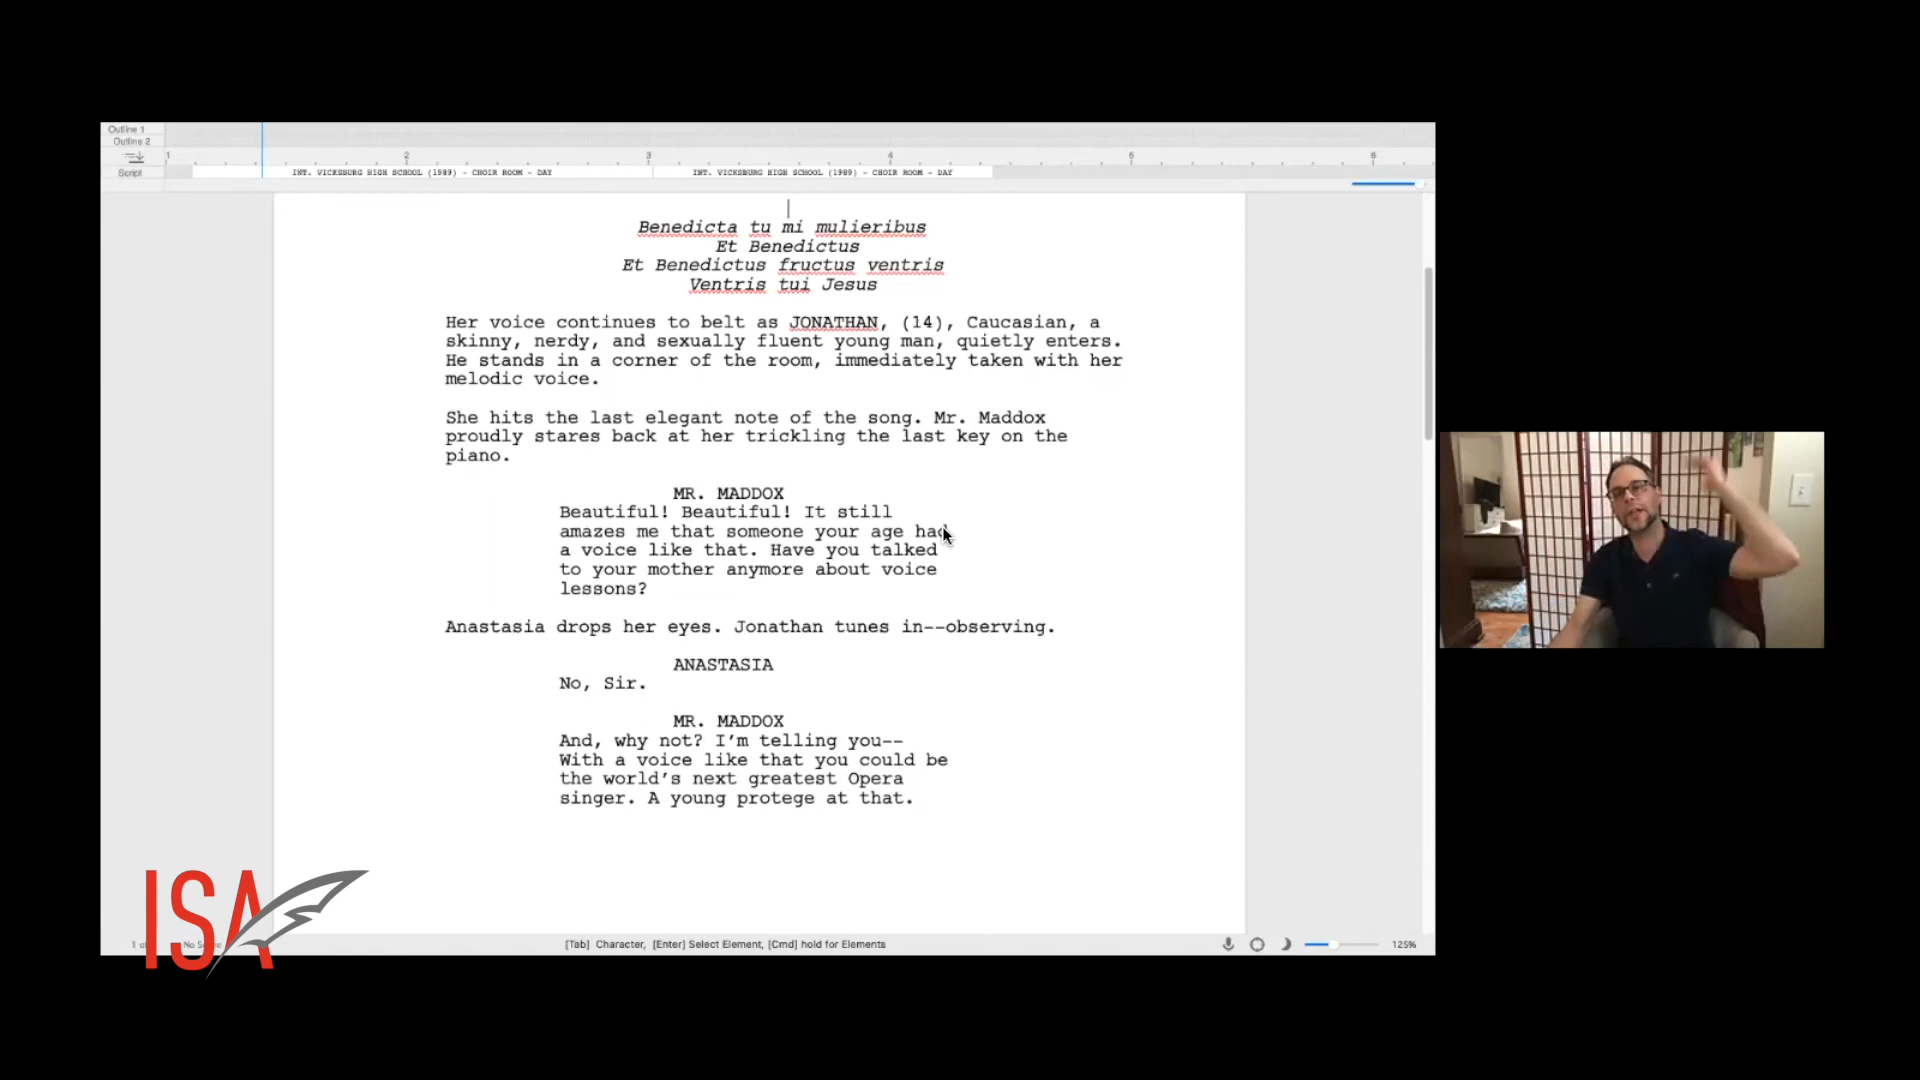 Outline 1
Outline 2
1 2 3 4 5 6
Script
INT. VICKSBURG HIGH SCHOOL (1989) - CHOIR ROOM - DAY
INT. VICKSBURG HIGH SCHOOL (1989) - CHOIR ROOM - DAY
Benedicta tu mi mulieribus
Et Benedictus
Et Benedictus fructus ventris
Ventris tui Jesus
Her voice continues to belt as JONATHAN, (14), Caucasian, a
skinny, nerdy, and sexually fluent young man, quietly enters.
He stands in a corner of the room, immediately taken with her
melodic voice.
She hits the last elegant note of the song. Mr. Maddox
proudly stares back at her trickling the last key on the
piano.
MR. MADDOX
Beautiful! Beautiful! It still
amazes me that someone your age had
a voice like that. Have you talked
to your mother anymore about voice
lessons?
Anastasia drops her eyes. Jonathan tunes in--observing.
ANASTASIA
No, Sir.
MR. MADDOX
And, why not? I'm telling you--
With a voice like that you could be
the world's next greatest Opera
singer. A young protege at that.
ISA
[Tab] Character, [Enter] Select Element, [Cmd] hold for Elements
125%